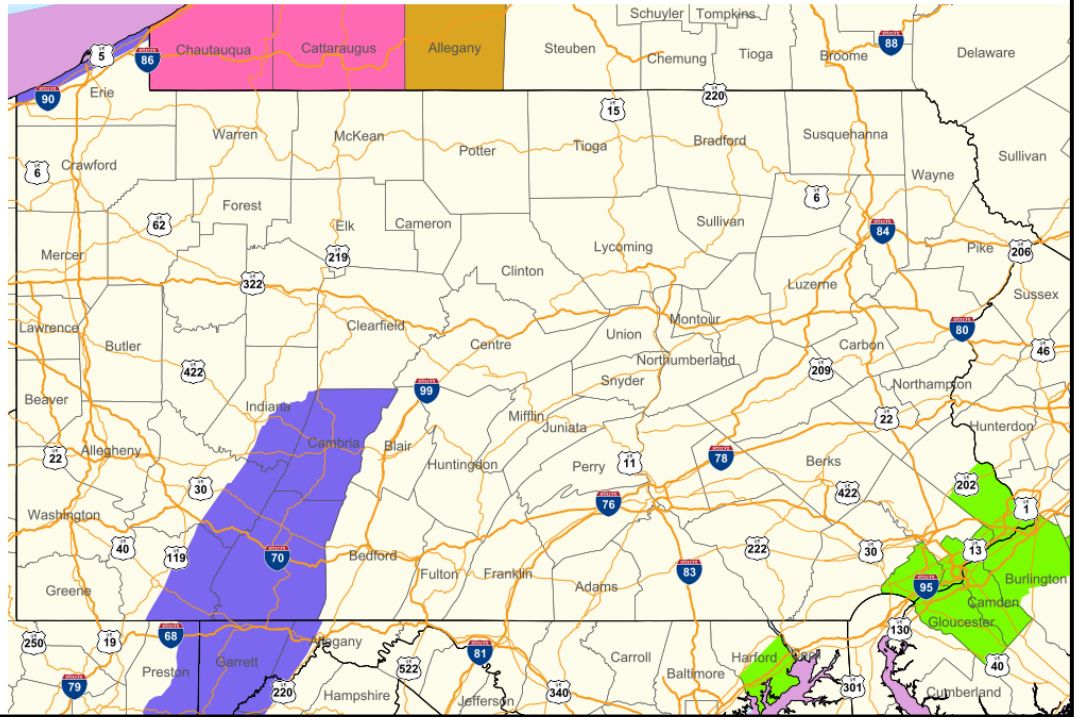 Schuyler Tompkins
5
86
Chautauqua
Cattaraugus
Allegany
Steuben
Chemung
Tioga
Broome
88
Delaware
90
Erie
15
220
Warren
McKean
Potter
Tioga
Bradford
Susquehanna
Sullivan
6
Crawford
Wayne
62
Forest
Elk
Cameron
Sullivan
6
84
Mercer
219
Lycoming
Pike
206
322
Clinton
Luzerne
Sussex
Lawrence
Clearfield
Montour
80
Butler
Centre
Union
Carbon
46
422
Northumberland
209
Beaver
99
Snyder
Northampton
Indiana
Mifflin
22
Cambria
Blair
Juniata
Hunterdon
22
Allegheny
Huntingdon
Perry
11
78
Berks
30
422
202
Washington
76
1
40
119
70
Bedford
222
30
13
Fulton
Franklin
83
Greene
Adams
95
Burlington
Camden
Gloucester
250
19
68
Allegany
130
Preston
Garrett
522
81
Carroll
Harford
Cecil
40
79
220
Hampshire
Jefferson
340
Baltimore
301
Cumberland